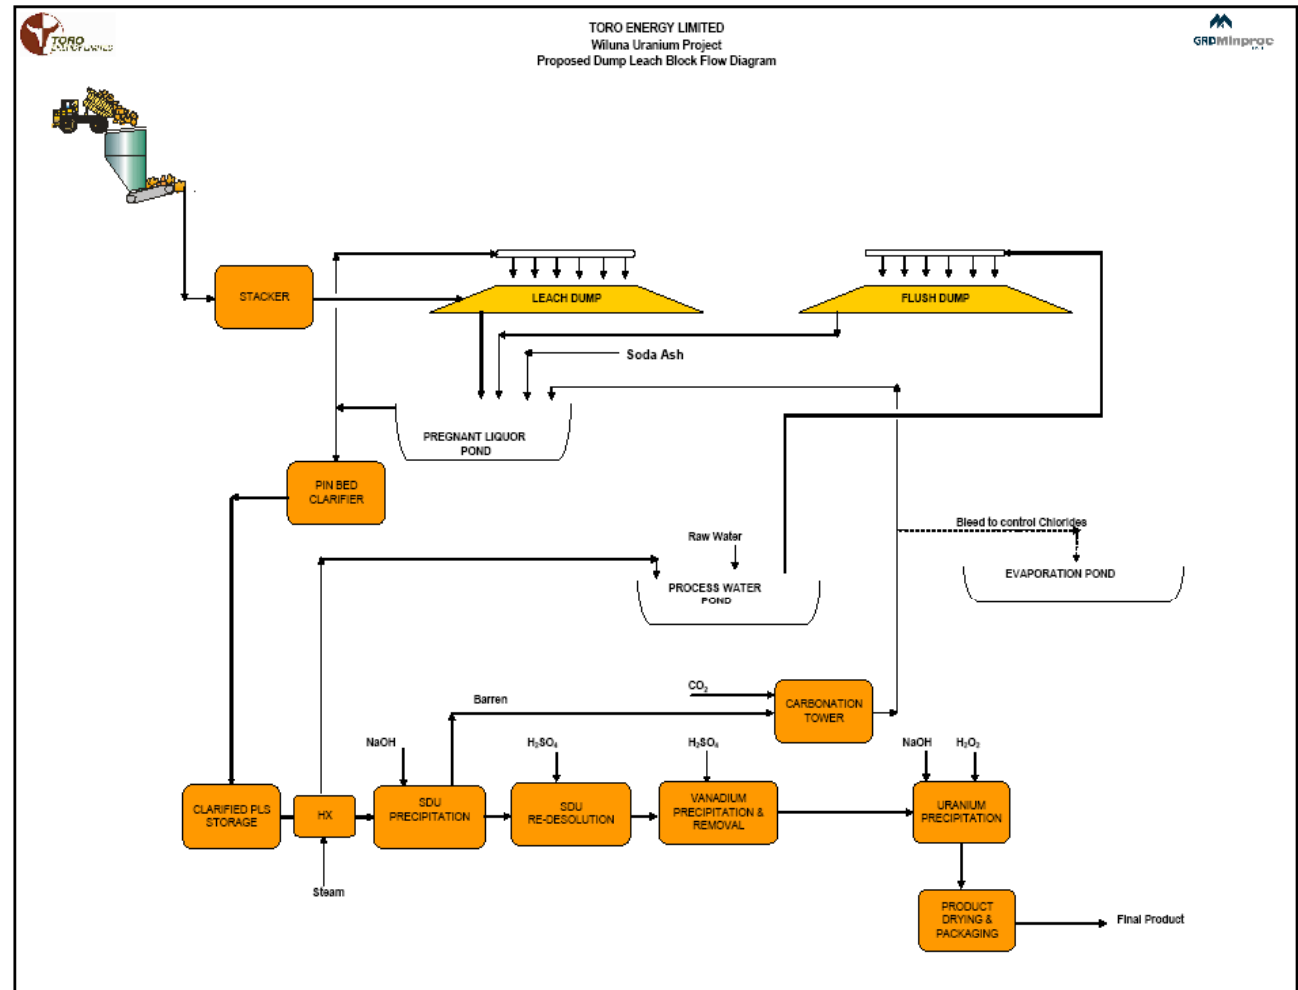 TORO ENERGY LIMITED
Wiluna Uranium Project
Proposed Dump Leach Block Flow Diagram
TORO
GRDMinproc
STACKER
LEACH DUMP
FLUSH DUMP
Soda Ash
PREGNANT LIQUOR
POND
PIN BED
CLARIFIER
Raw Water
Bleed to control Chlorides
PROCESS WATER
POND
EVAPORATION POND
CO₂
Barren
CARBONATION
TOWER
NaOH
H₂SO₄
H₂SO₄
NaOH
H₂O₂
CLARIFIED PLS
STORAGE
HX
SDU
PRECIPITATION
SDU
RE-DESOLUTION
VANADIUM
PRECIPITATION &
REMOVAL
URANIUM
PRECIPITATION
Steam
PRODUCT
DRYING &
PACKAGING
Final Product